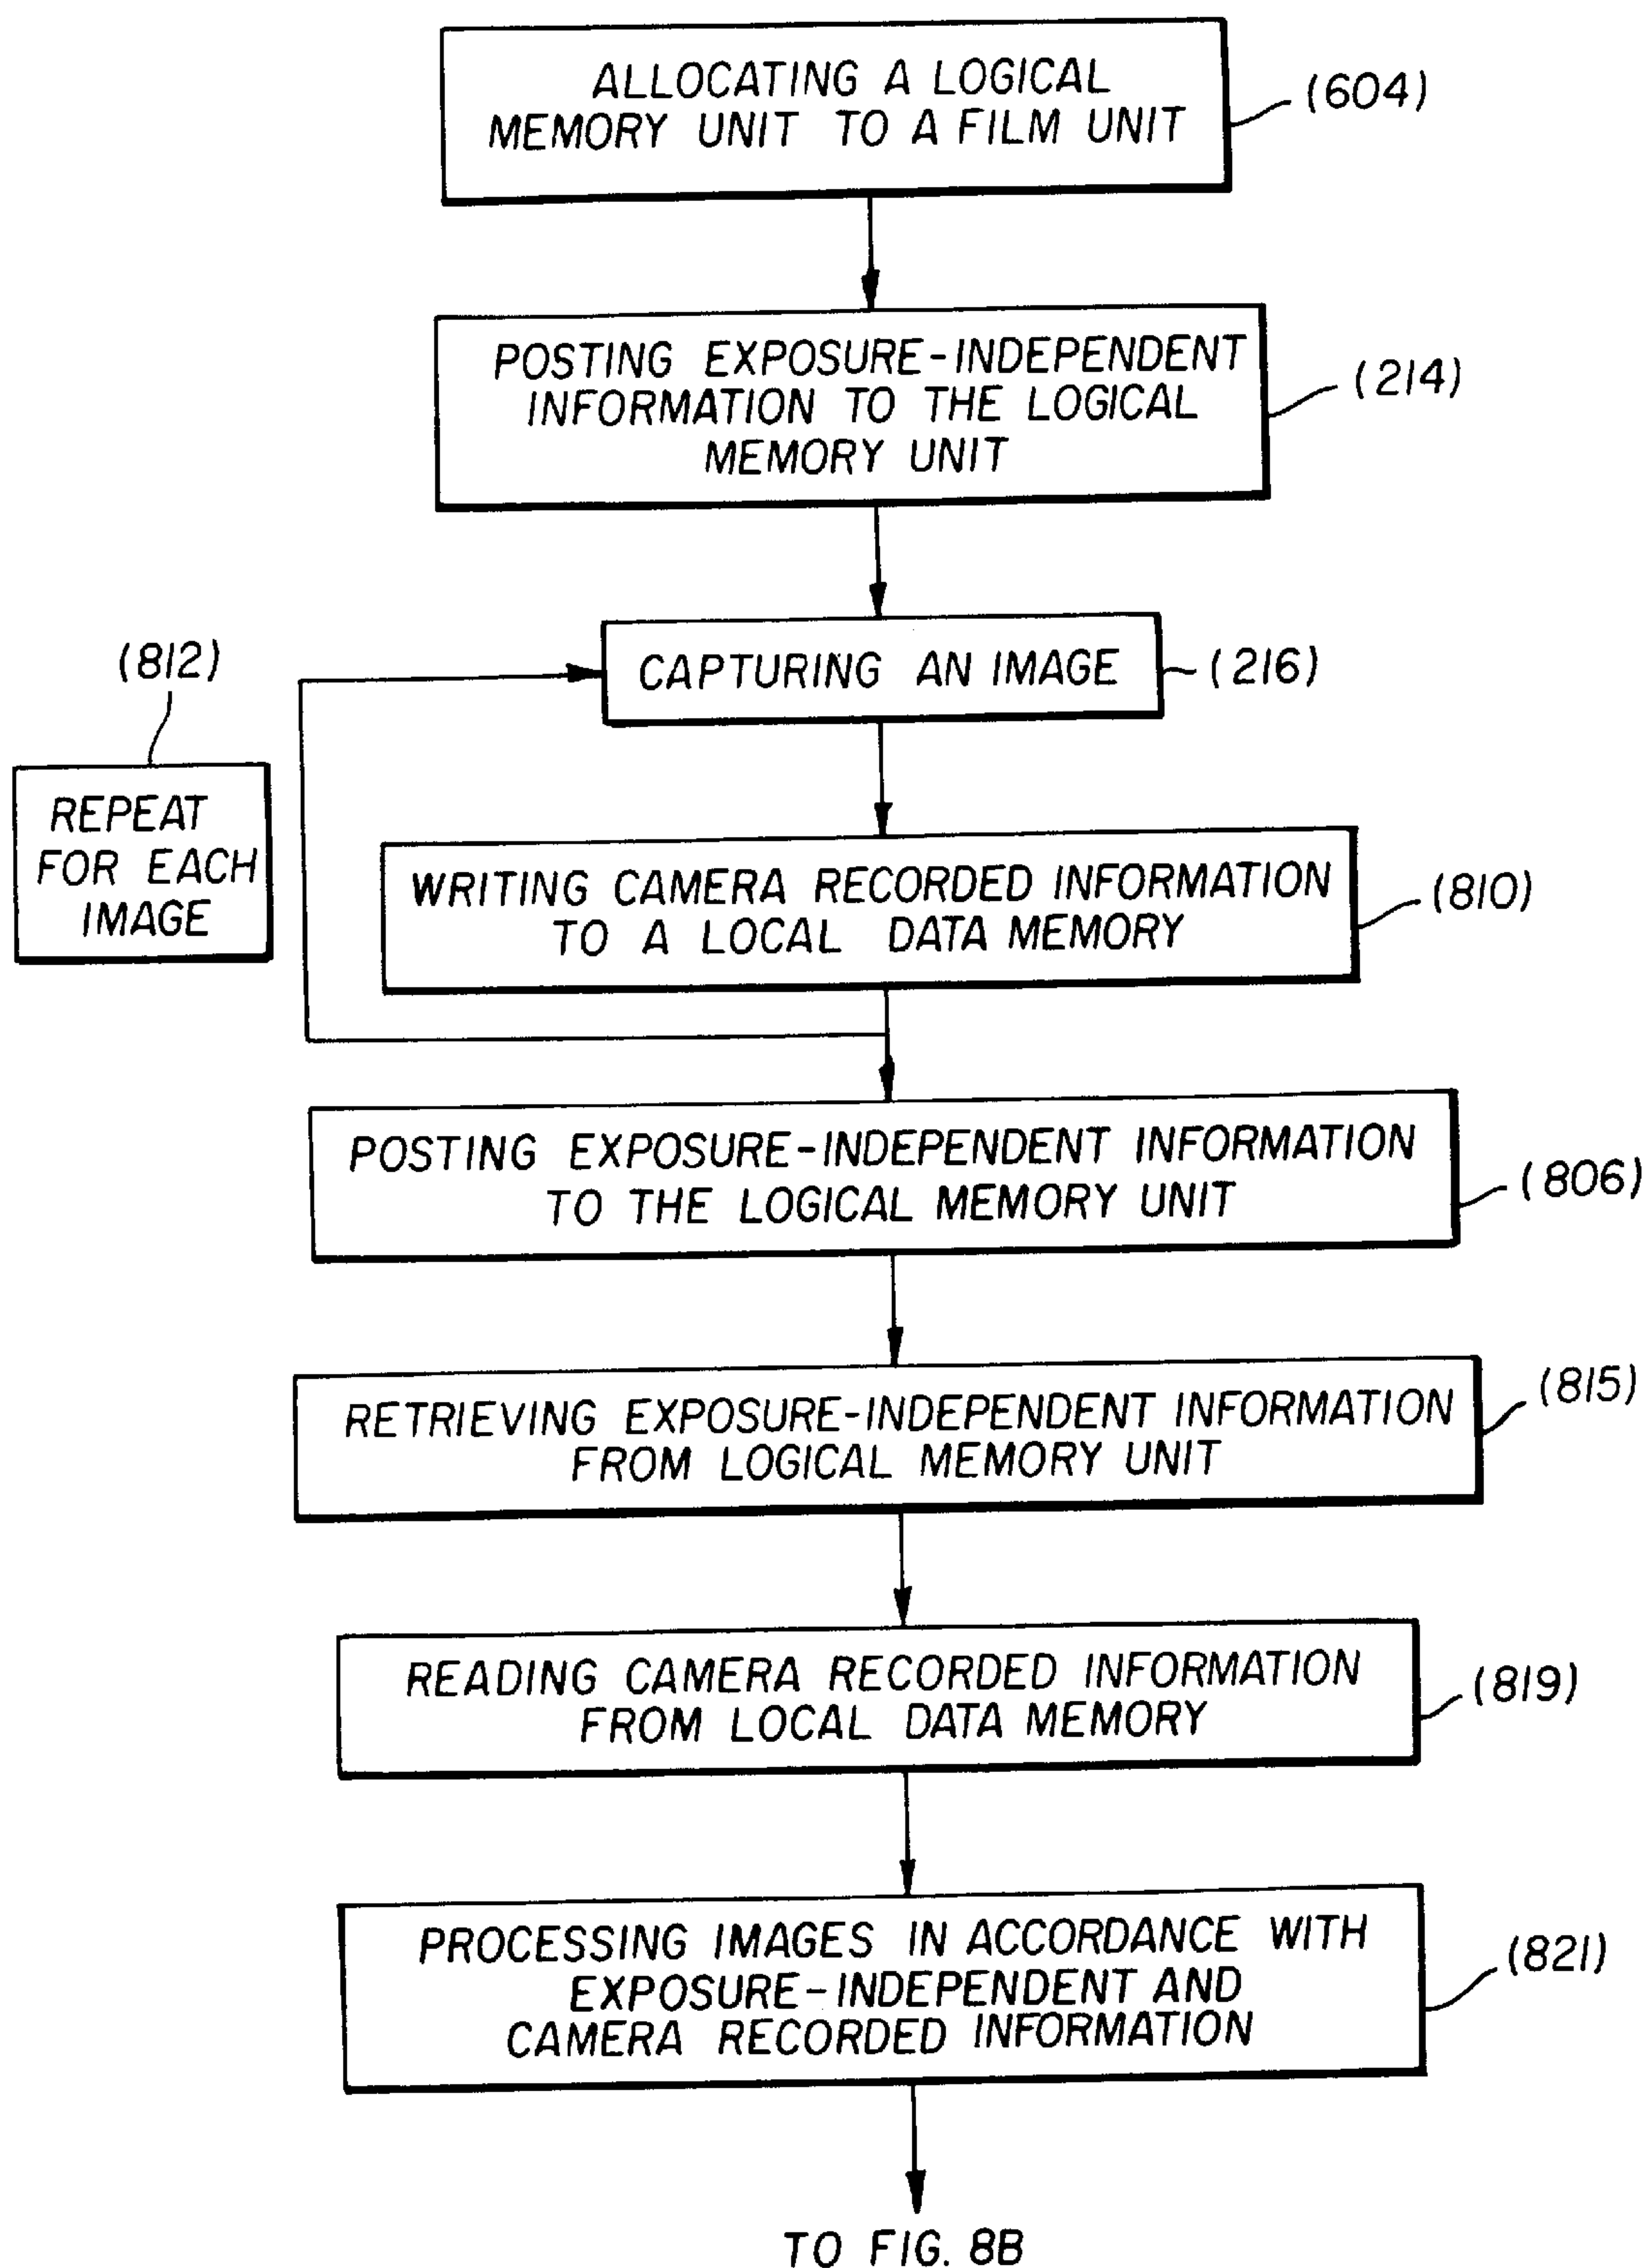 ALLOCATING A LOGICAL
MEMORY UNIT TO A FILM UNIT
(604)
POSTING EXPOSURE-INDEPENDENT
INFORMATION TO THE LOGICAL
MEMORY UNIT
(214)
CAPTURING AN IMAGE
(216)
(812)
REPEAT
FOR EACH
IMAGE
WRITING CAMERA RECORDED INFORMATION
TO A LOCAL DATA MEMORY
(810)
POSTING EXPOSURE-INDEPENDENT INFORMATION
TO THE LOGICAL MEMORY UNIT
(806)
RETRIEVING EXPOSURE-INDEPENDENT INFORMATION
FROM LOGICAL MEMORY UNIT
(815)
READING CAMERA RECORDED INFORMATION
FROM LOCAL DATA MEMORY
(819)
PROCESSING IMAGES IN ACCORDANCE WITH
EXPOSURE-INDEPENDENT AND
CAMERA RECORDED INFORMATION
(821)
TO FIG. 8B